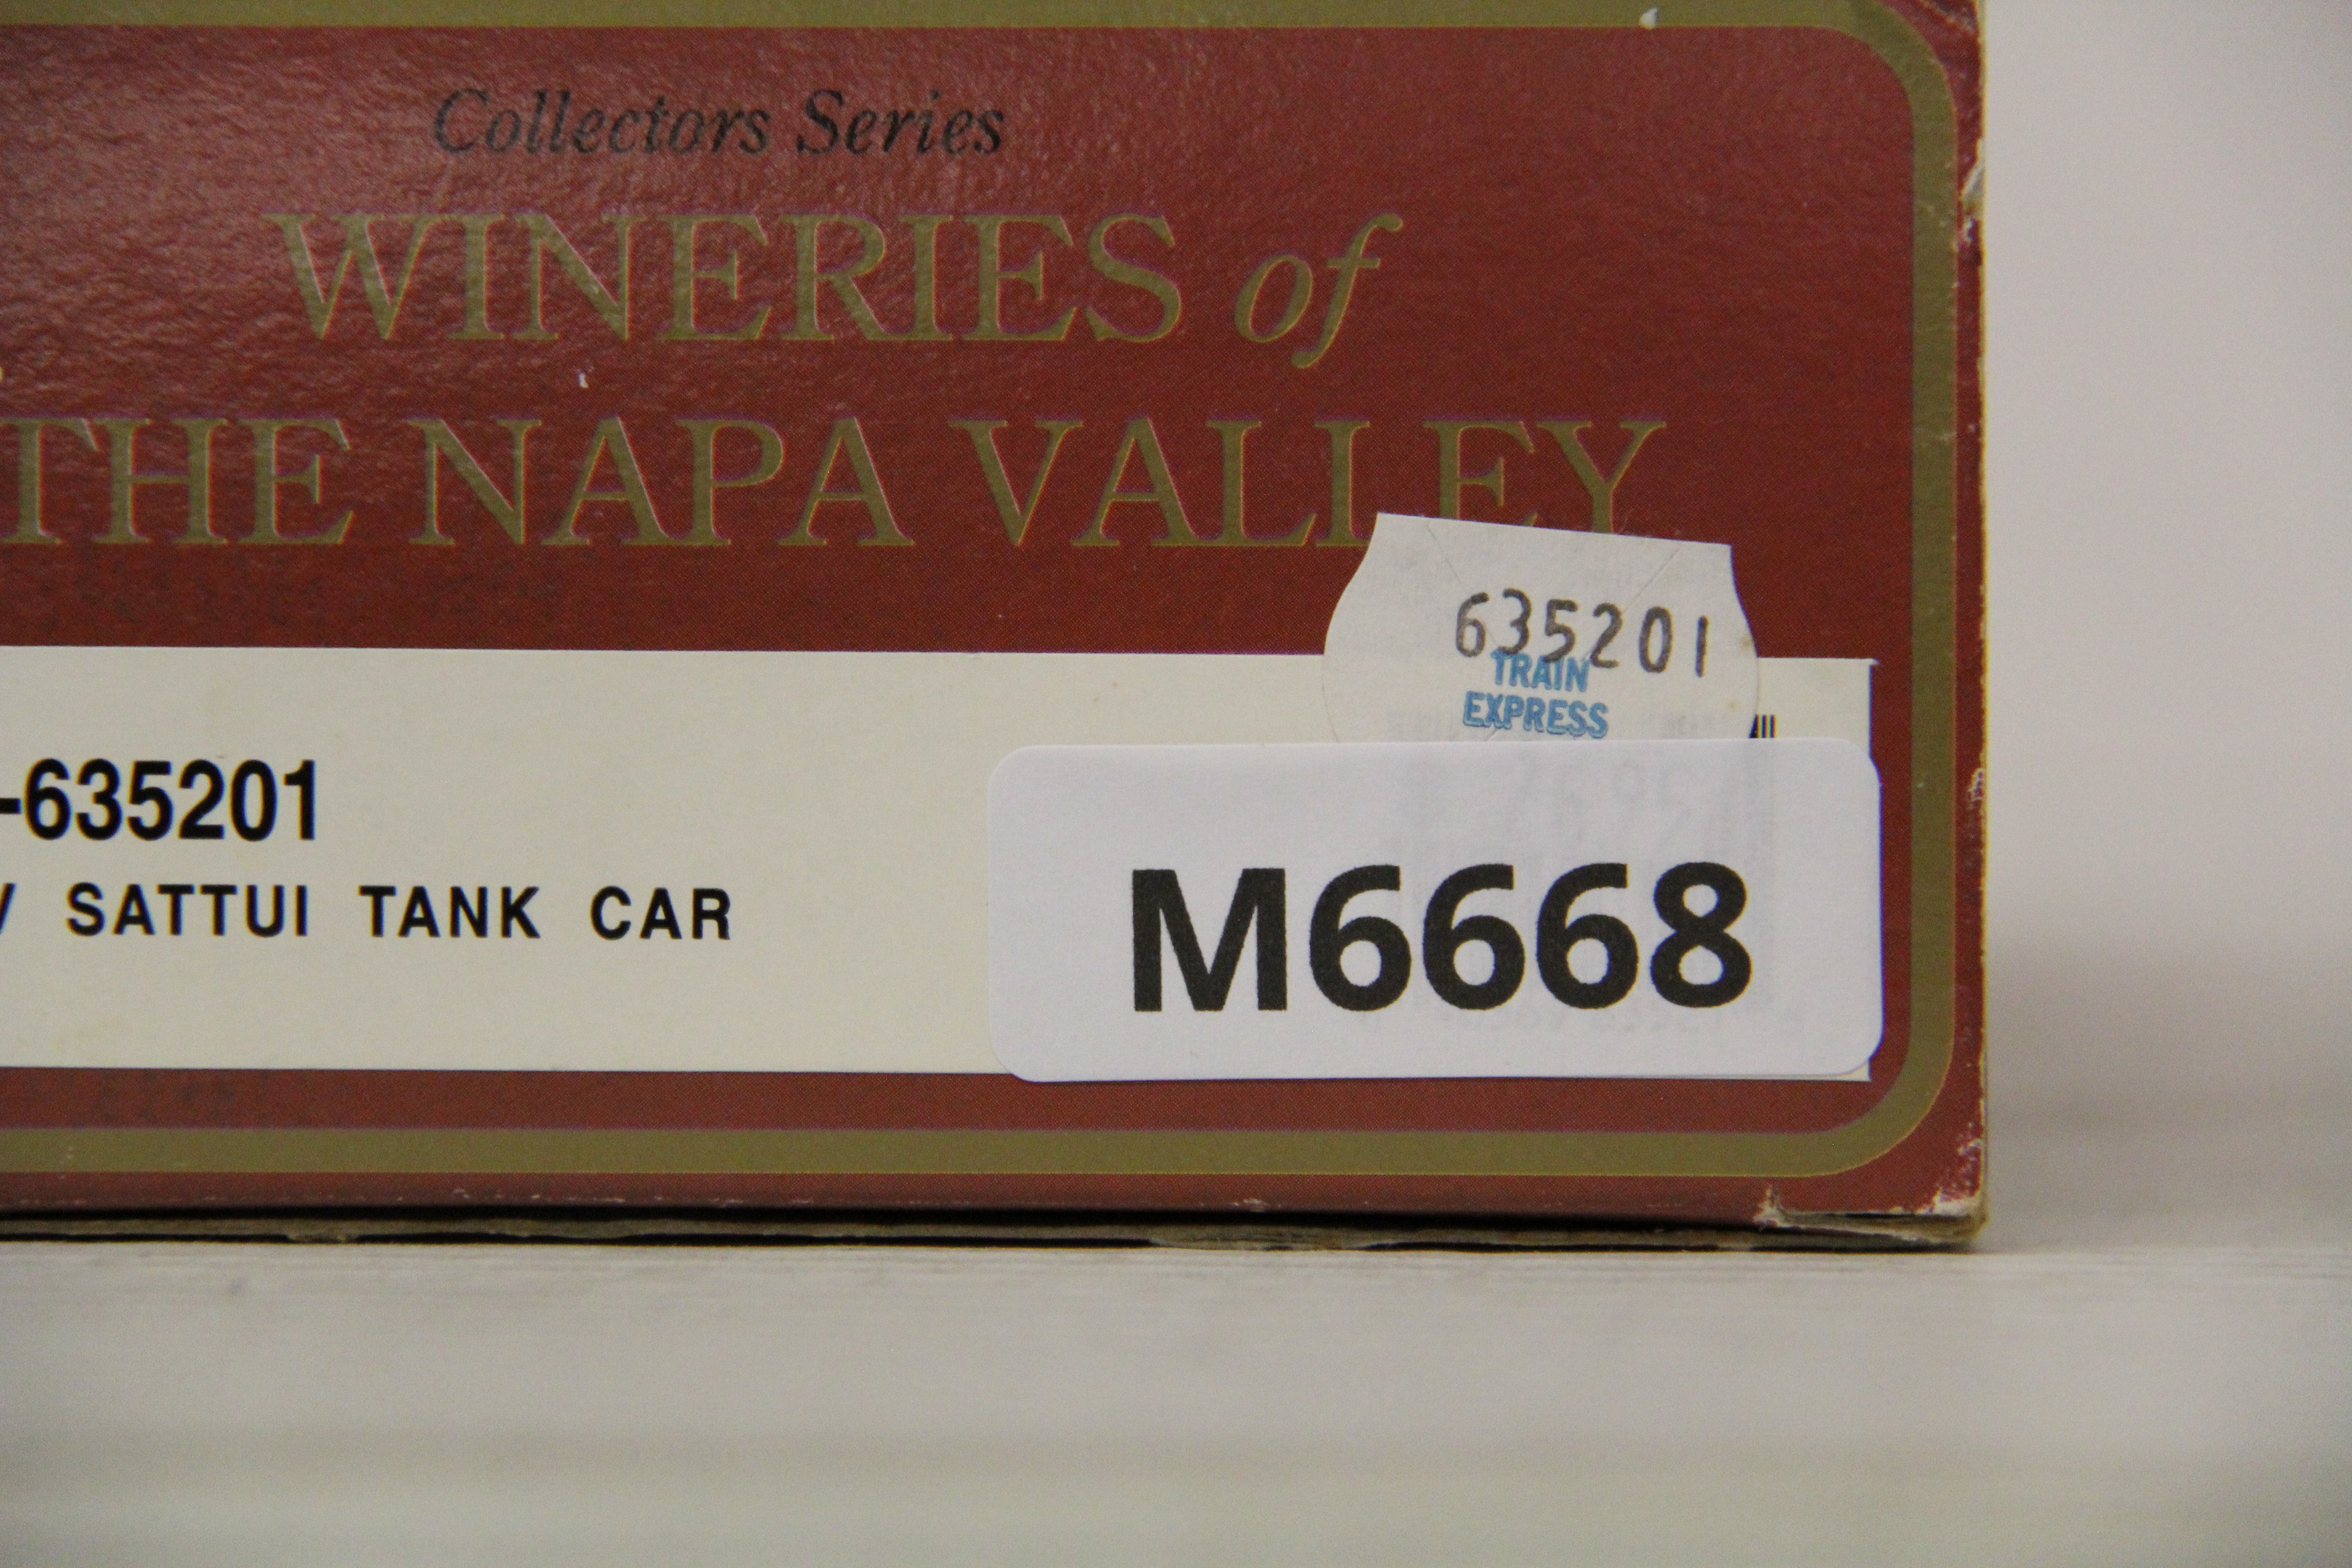 Collectors Series
WINERIES of
THE NAPA VALLEY
635201
TRAIN
EXPRESS
-635201
V SATTUI TANK CAR
M6668